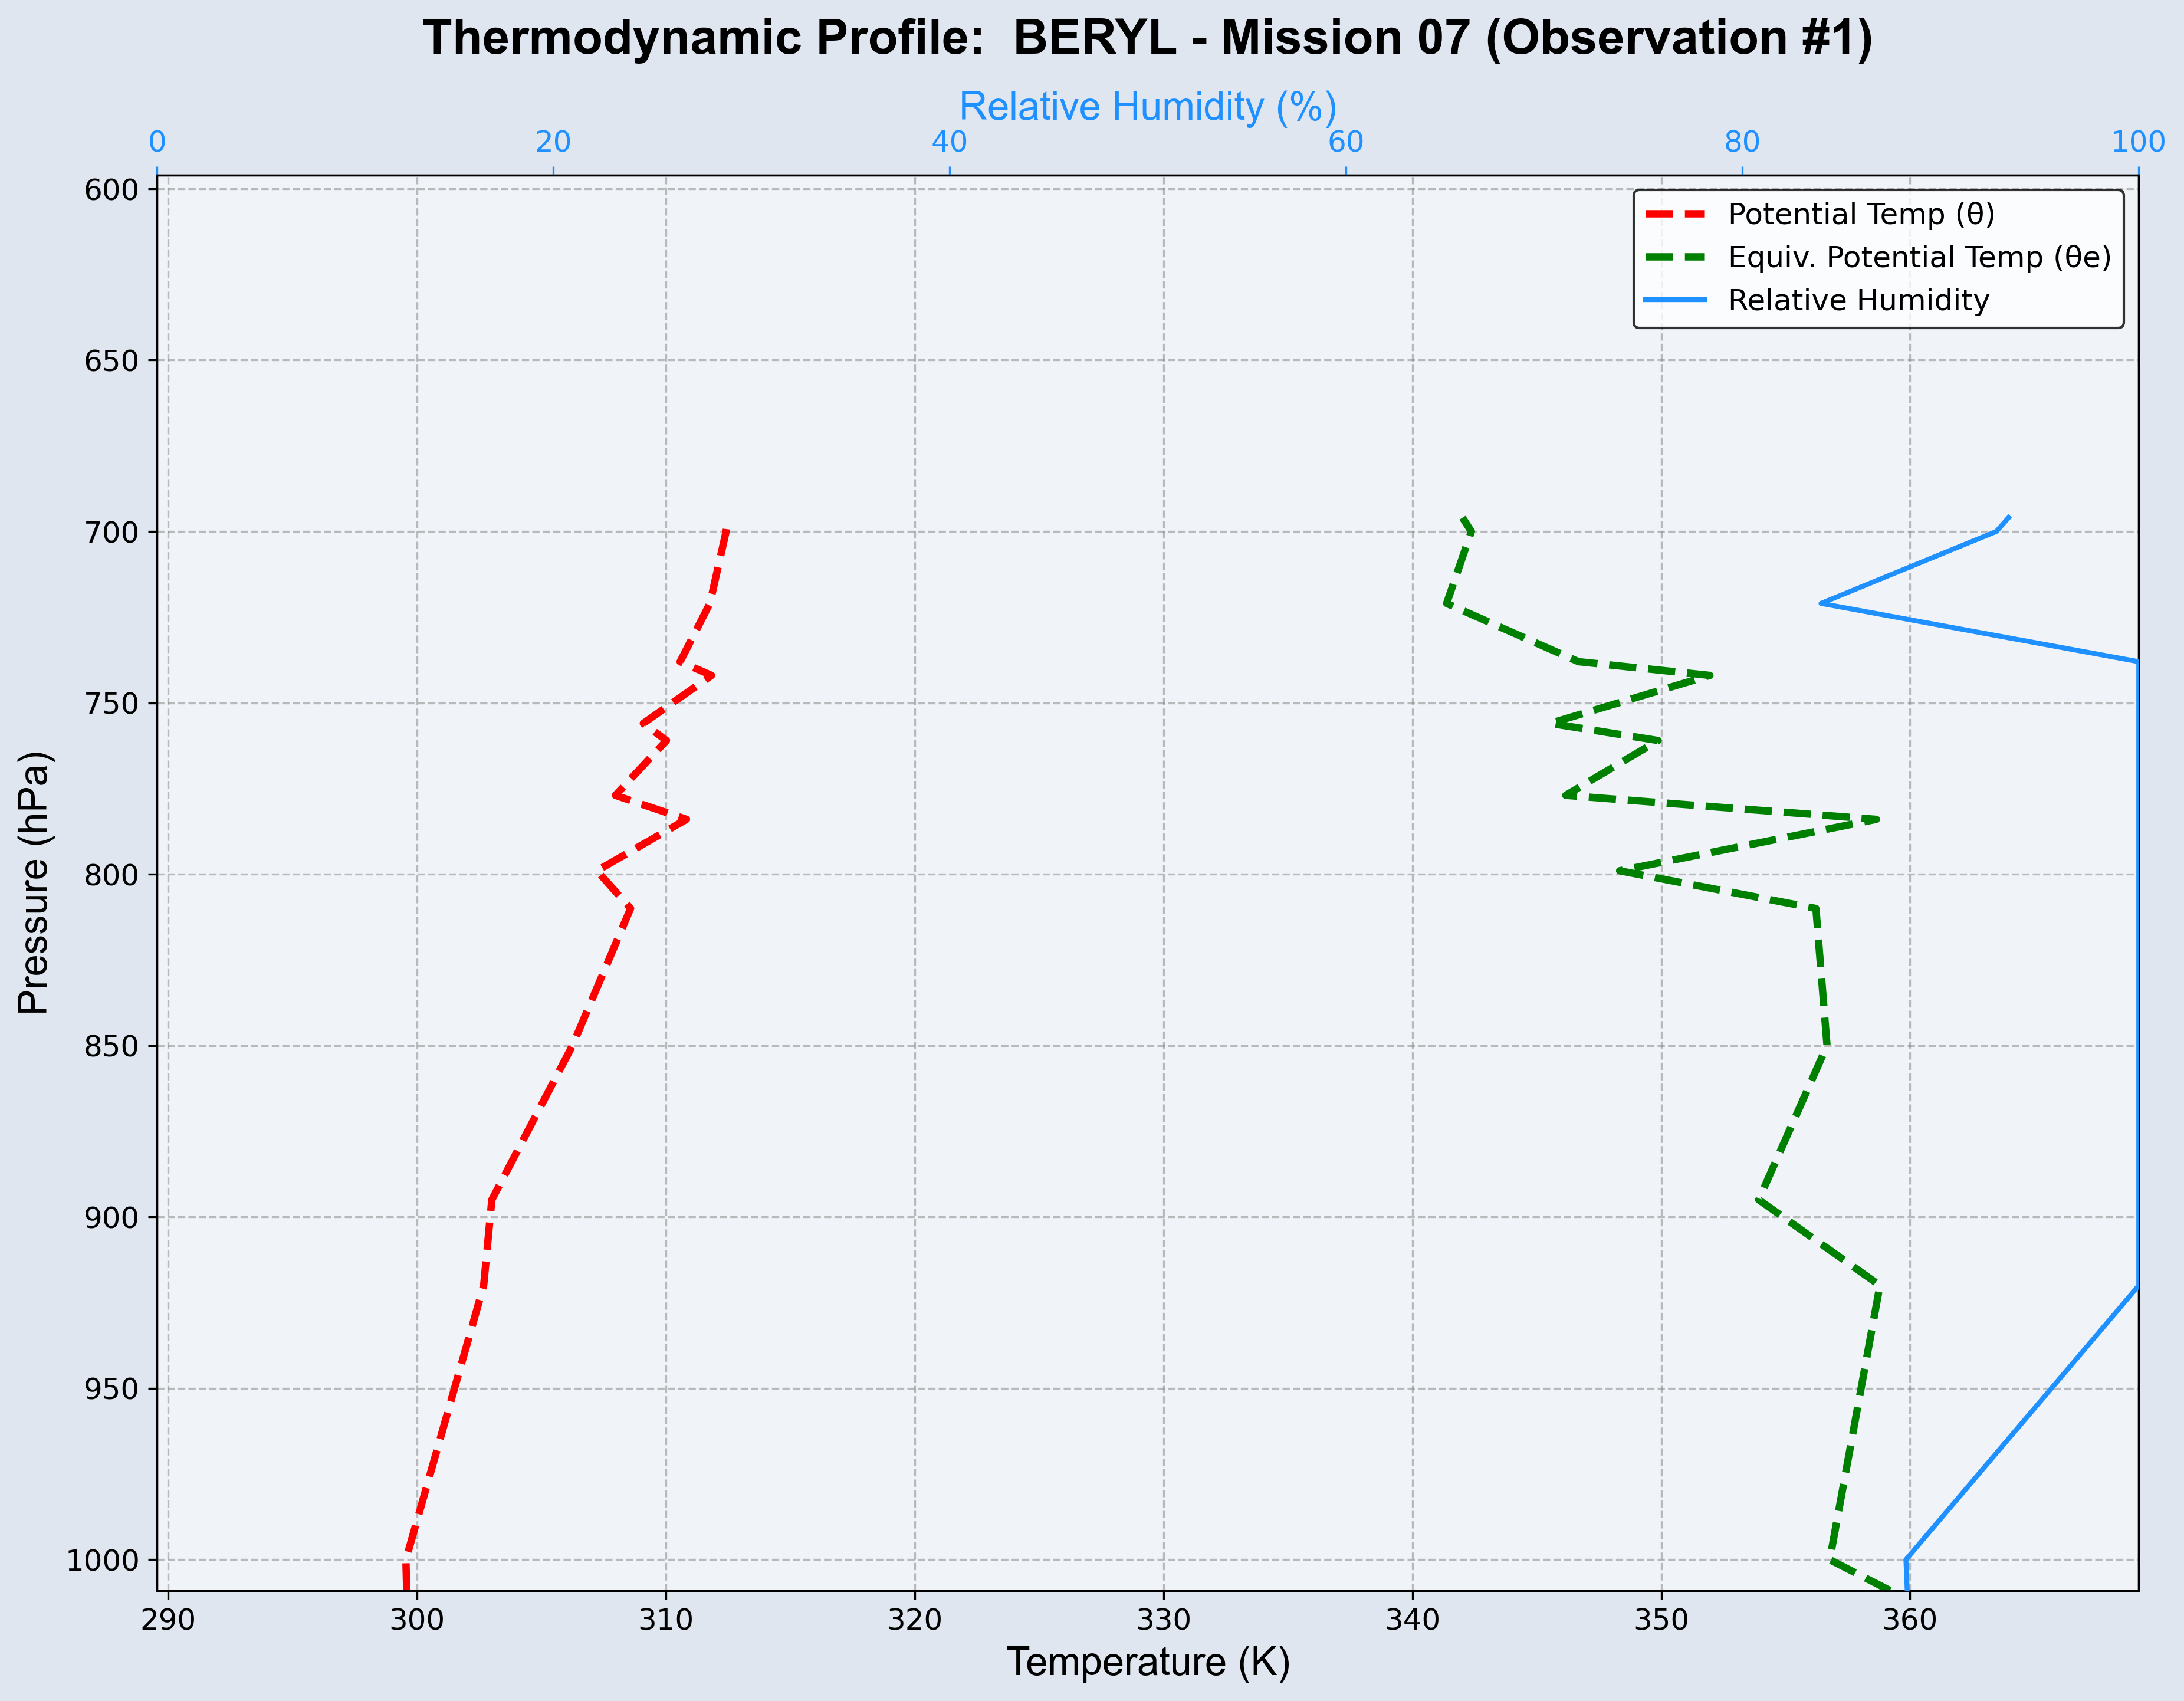 Thermodynamic Profile:  BERYL - Mission 07 (Observation #1)
Relative Humidity (%)
0 20 40 60 80 100
Potential Temp (θ)
Equiv. Potential Temp (θe)
Relative Humidity
Pressure (hPa)
600
650
700
750
800
850
900
950
1000
290 300 310 320 330 340 350 360
Temperature (K)